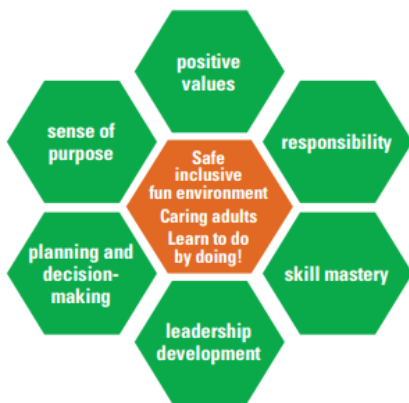 positive
values
sense of
purpose
responsibility
Safe
inclusive
fun environment
Caring adults
Learn to do
by doing!
planning and
decision-
making
skill mastery
leadership
development